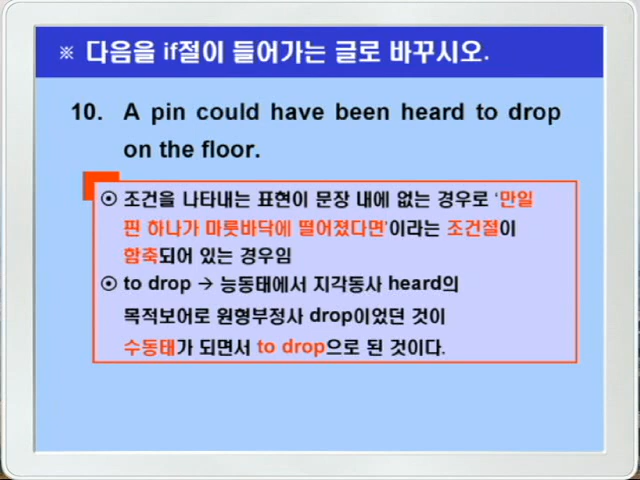 ※ 다음을 if절이 들어가는 글로 바꾸시오.
10. A pin could have been heard to drop
on the floor.
⊙ 조건을 나타내는 표현이 문장 내에 없는 경우로 '만일
핀 하나가 마룻바닥에 떨어졌다면'이라는 조건절이
함축되어 있는 경우임
⊙ to drop → 능동태에서 지각동사 heard의
목적보어로 원형부정사 drop이었던 것이
수동태가 되면서 to drop으로 된 것이다.